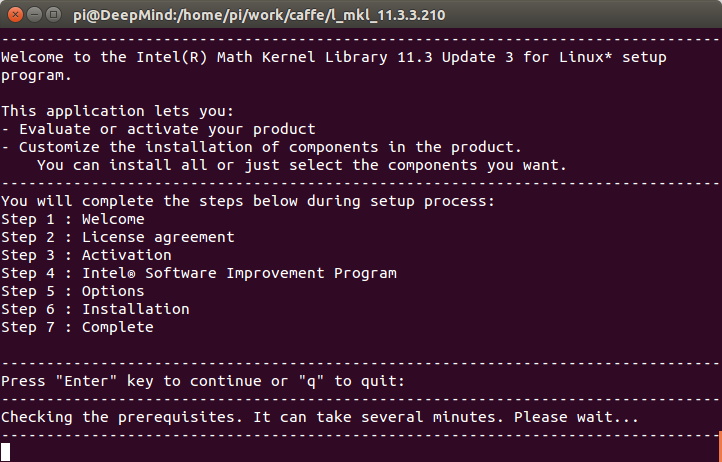 pi@DeepMind:/home/pi/work/caffe/l_mkl_11.3.3.210
--------------------------------------------------------------------------------
Welcome to the Intel(R) Math Kernel Library 11.3 Update 3 for Linux* setup
program.
This application lets you:
- Evaluate or activate your product
- Customize the installation of components in the product.
    You can install all or just select the components you want.
--------------------------------------------------------------------------------
You will complete the steps below during setup process:
Step 1 : Welcome
Step 2 : License agreement
Step 3 : Activation
Step 4 : Intel® Software Improvement Program
Step 5 : Options
Step 6 : Installation
Step 7 : Complete
--------------------------------------------------------------------------------
Press "Enter" key to continue or "q" to quit:
--------------------------------------------------------------------------------
Checking the prerequisites. It can take several minutes. Please wait...
--------------------------------------------------------------------------------